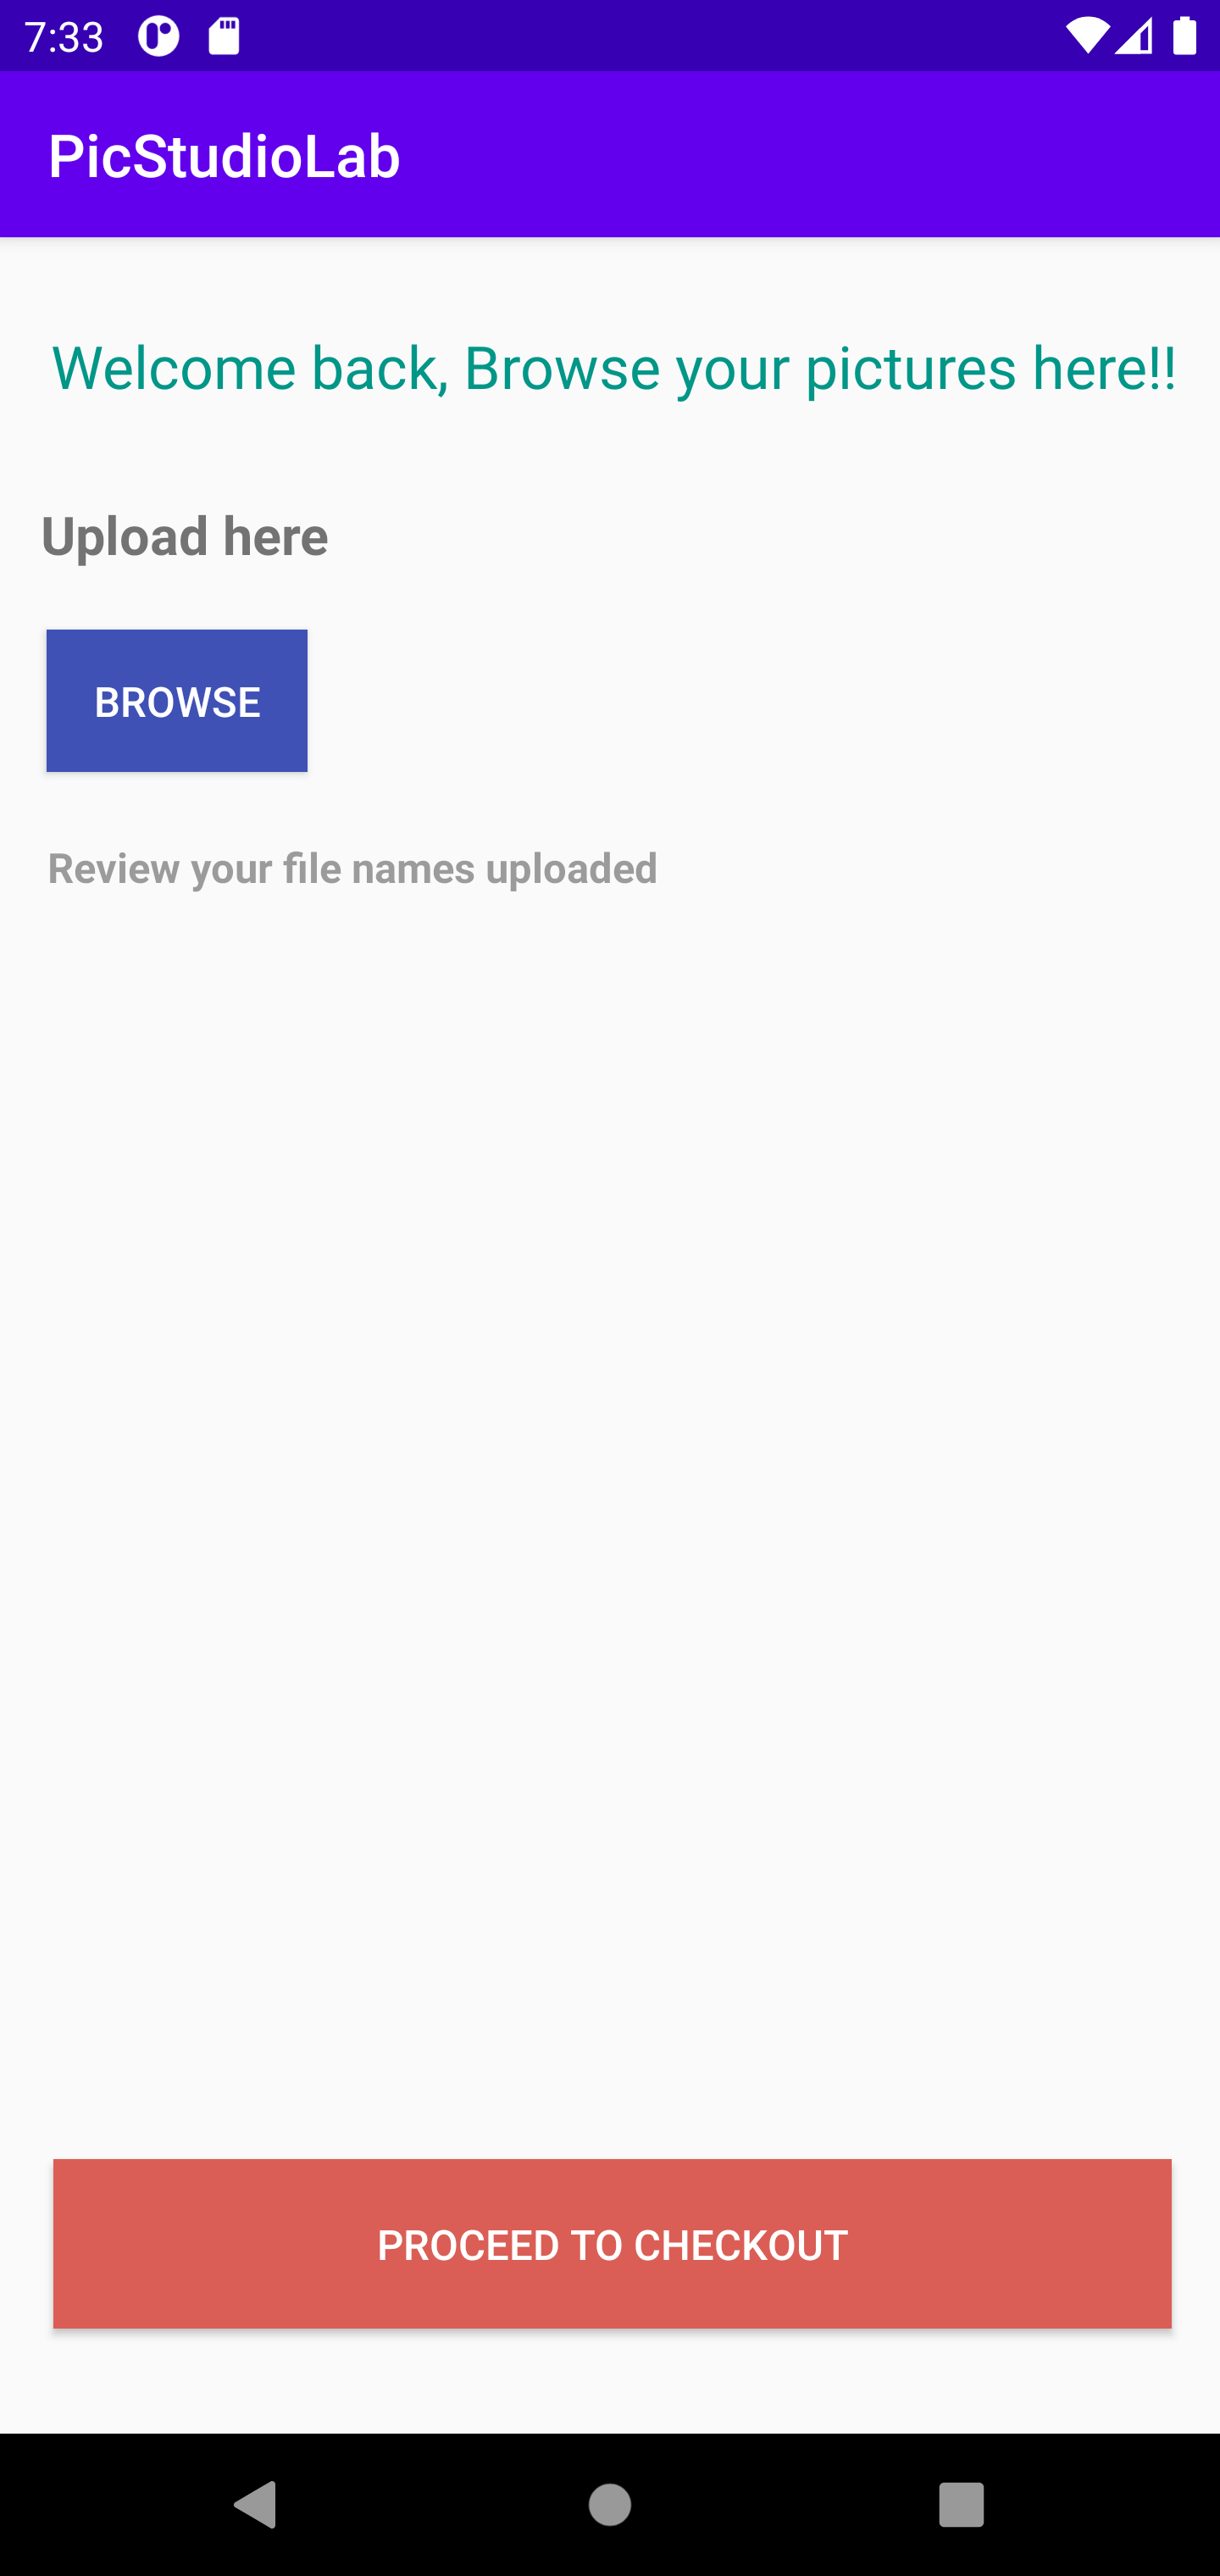 7:33
PicStudioLab
Welcome back, Browse your pictures here!!
Upload here
BROWSE
Review your file names uploaded
PROCEED TO CHECKOUT